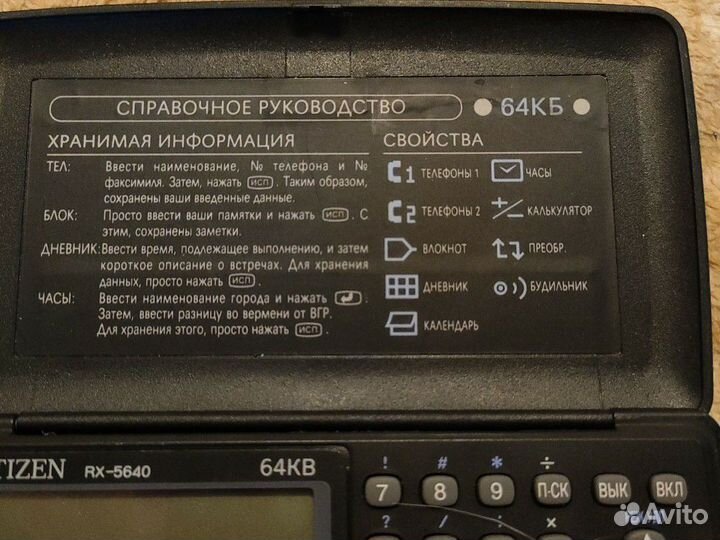 СПРАВОЧНОЕ РУКОВОДСТВО
64КБ
ХРАНИМАЯ ИНФОРМАЦИЯ
ТЕЛ: Ввести наименование, № телефона и №
факсимиля. Затем, нажать ИСП. Таким образом,
сохранены ваши введенные данные.
БЛОК: Просто ввести ваши памятки и нажать ИСП. С
этим, сохранены заметки.
ДНЕВНИК: Ввести время, подлежащее выполнению, и затем
короткое описание о встречах. Для хранения
данных, просто нажать ИСП.
ЧАСЫ: Ввести наименование города и нажать ↵.
Затем, ввести разницу во вермени от ВГР.
Для хранения этого, просто нажать ИСП.
СВОЙСТВА
1 ТЕЛЕФОНЫ 1
ЧАСЫ
2 ТЕЛЕФОНЫ 2
+/− КАЛЬКУЛЯТОР
БЛОКНОТ
ПРЕОБР.
ДНЕВНИК
БУДИЛЬНИК
КАЛЕНДАРЬ
TIZEN RX-5640 64KB
! # * ÷
7 8 9 П-СК ВЫК ВКЛ
? / : ×
Avito